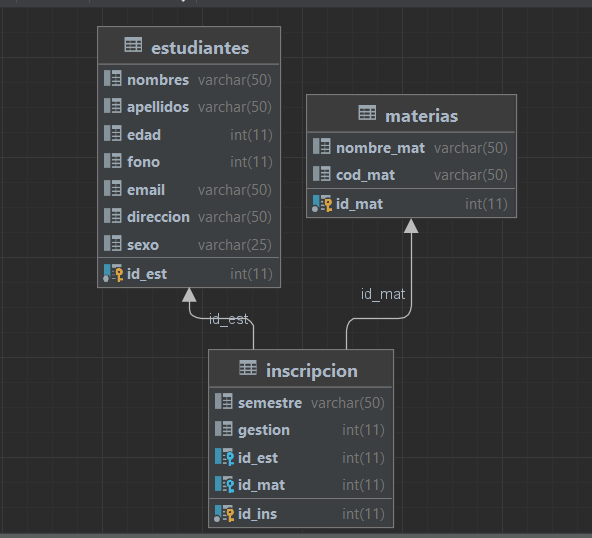 estudiantes
nombres varchar(50)
apellidos varchar(50)
edad int(11)
fono int(11)
email varchar(50)
direccion varchar(50)
sexo varchar(25)
id_est int(11)
materias
nombre_mat varchar(50)
cod_mat varchar(50)
id_mat int(11)
id_est
id_mat
inscripcion
semestre varchar(50)
gestion int(11)
id_est int(11)
id_mat int(11)
id_ins int(11)